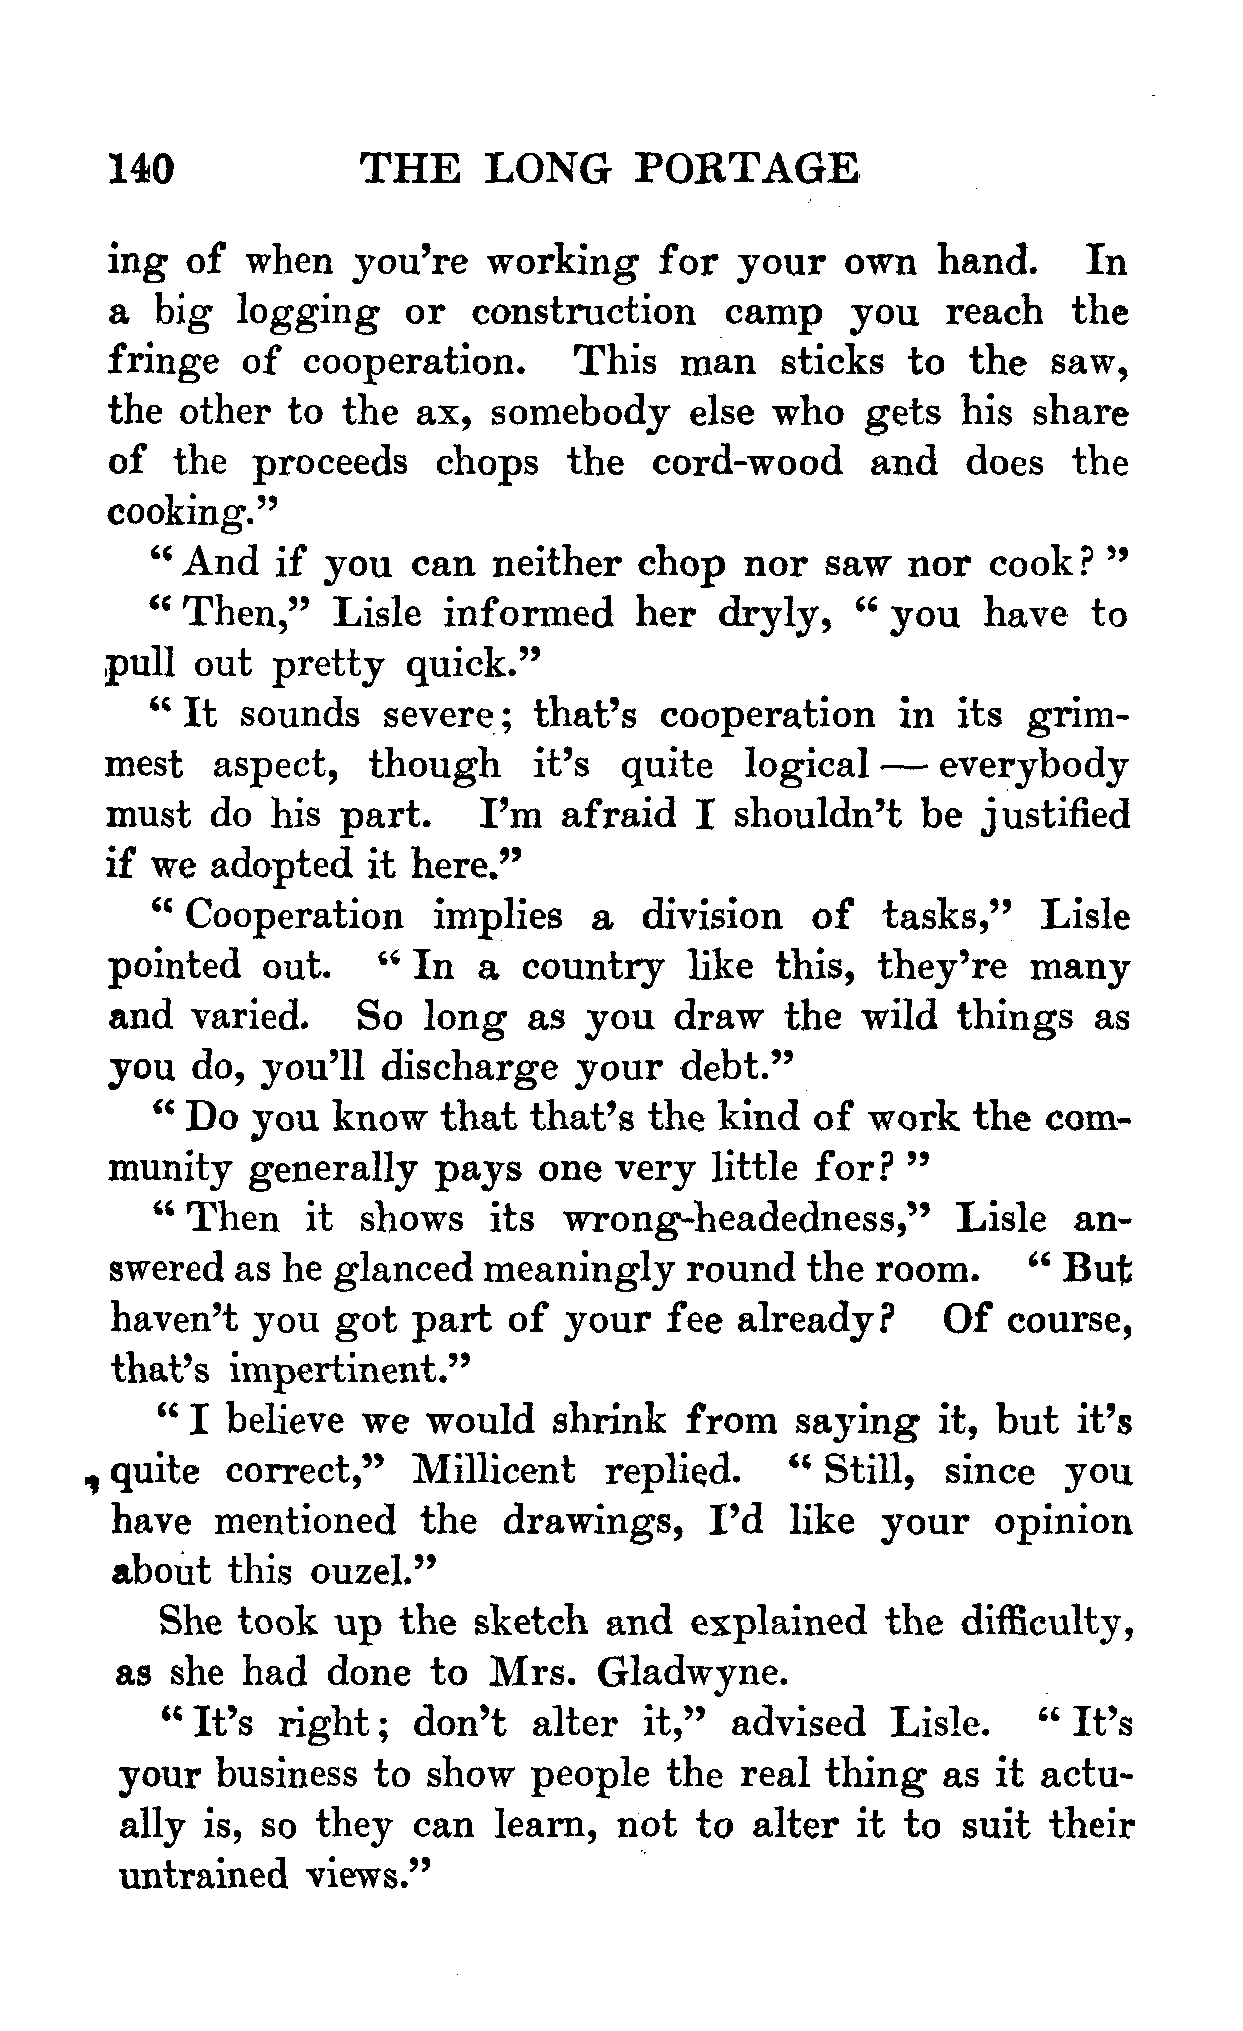 140 THE LONG PORTAGE
ing of when you're working for your own hand. In
a big logging or construction camp you reach the
fringe of cooperation. This man sticks to the saw,
the other to the ax, somebody else who gets his share
of the proceeds chops the cord-wood and does the
cooking."
"And if you can neither chop nor saw nor cook?"
"Then," Lisle informed her dryly, "you have to
pull out pretty quick."
"It sounds severe; that's cooperation in its grim-
mest aspect, though it's quite logical — everybody
must do his part. I'm afraid I shouldn't be justified
if we adopted it here."
"Cooperation implies a division of tasks," Lisle
pointed out. "In a country like this, they're many
and varied. So long as you draw the wild things as
you do, you'll discharge your debt."
"Do you know that that's the kind of work the com-
munity generally pays one very little for?"
"Then it shows its wrong-headedness," Lisle an-
swered as he glanced meaningly round the room. "But
haven't you got part of your fee already? Of course,
that's impertinent."
"I believe we would shrink from saying it, but it's
quite correct," Millicent replied. "Still, since you
have mentioned the drawings, I'd like your opinion
about this ouzel."
She took up the sketch and explained the difficulty,
as she had done to Mrs. Gladwyne.
"It's right; don't alter it," advised Lisle. "It's
your business to show people the real thing as it actu-
ally is, so they can learn, not to alter it to suit their
untrained views."